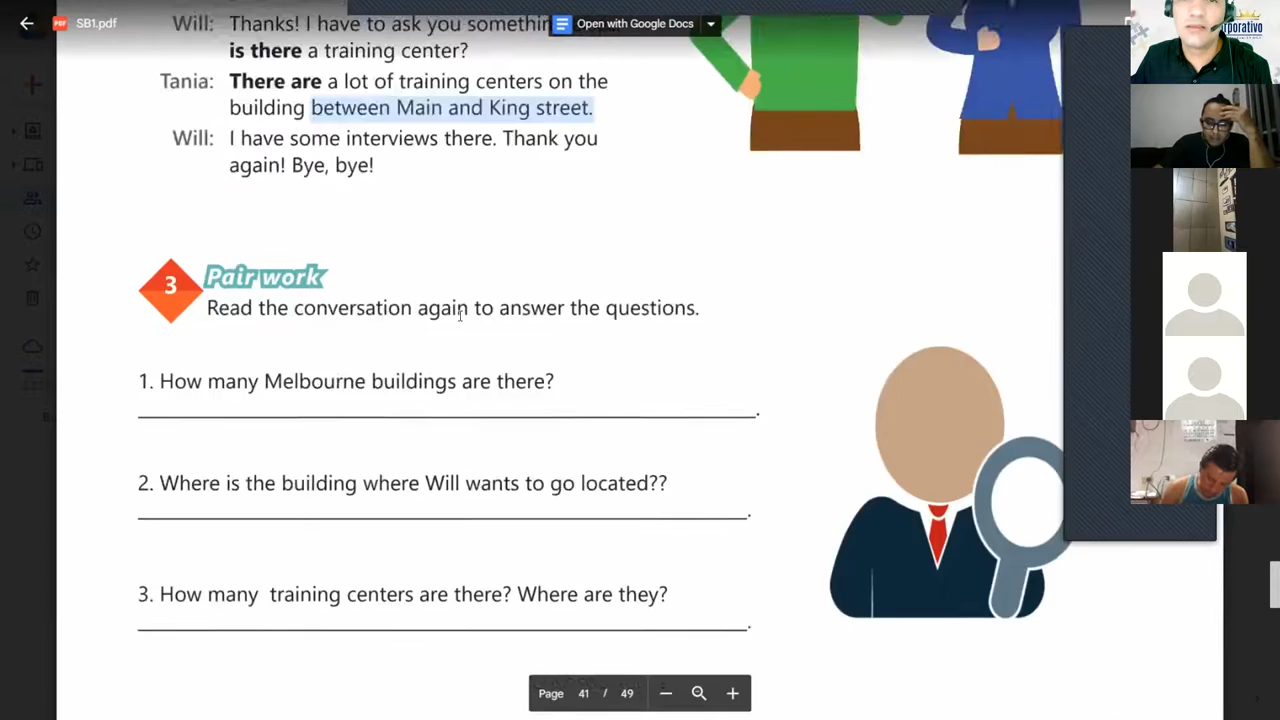 SB1.pdf
Open with Google Docs
Will: Thanks! I have to ask you somethin
is there a training center?
Tania: There are a lot of training centers on the
building between Main and King street.
Will: I have some interviews there. Thank you
again! Bye, bye!
3
Pair work
Read the conversation again to answer the questions.
1. How many Melbourne buildings are there?
2. Where is the building where Will wants to go located??
3. How many training centers are there? Where are they?
Page 41 / 49
porativo